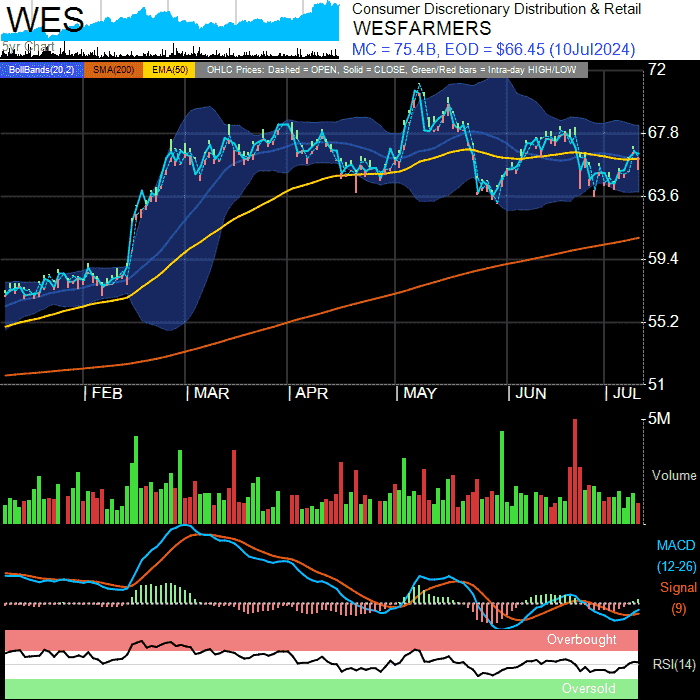 WES
Consumer Discretionary Distribution & Retail
WESFARMERS
MC = 75.4B, EOD = $66.45 (10Jul2024)
Chart
BollBands(20,2) SMA(200) EMA(50) OHLC Prices: Dashed = OPEN, Solid = CLOSE, Green/Red bars = Intra-day HIGH/LOW
72
67.8
63.6
59.4
55.2
51
| FEB | MAR | APR | MAY | JUN | JUL
5M
Volume
MACD
(12-26)
Signal
(9)
Overbought
RSI(14)
Oversold